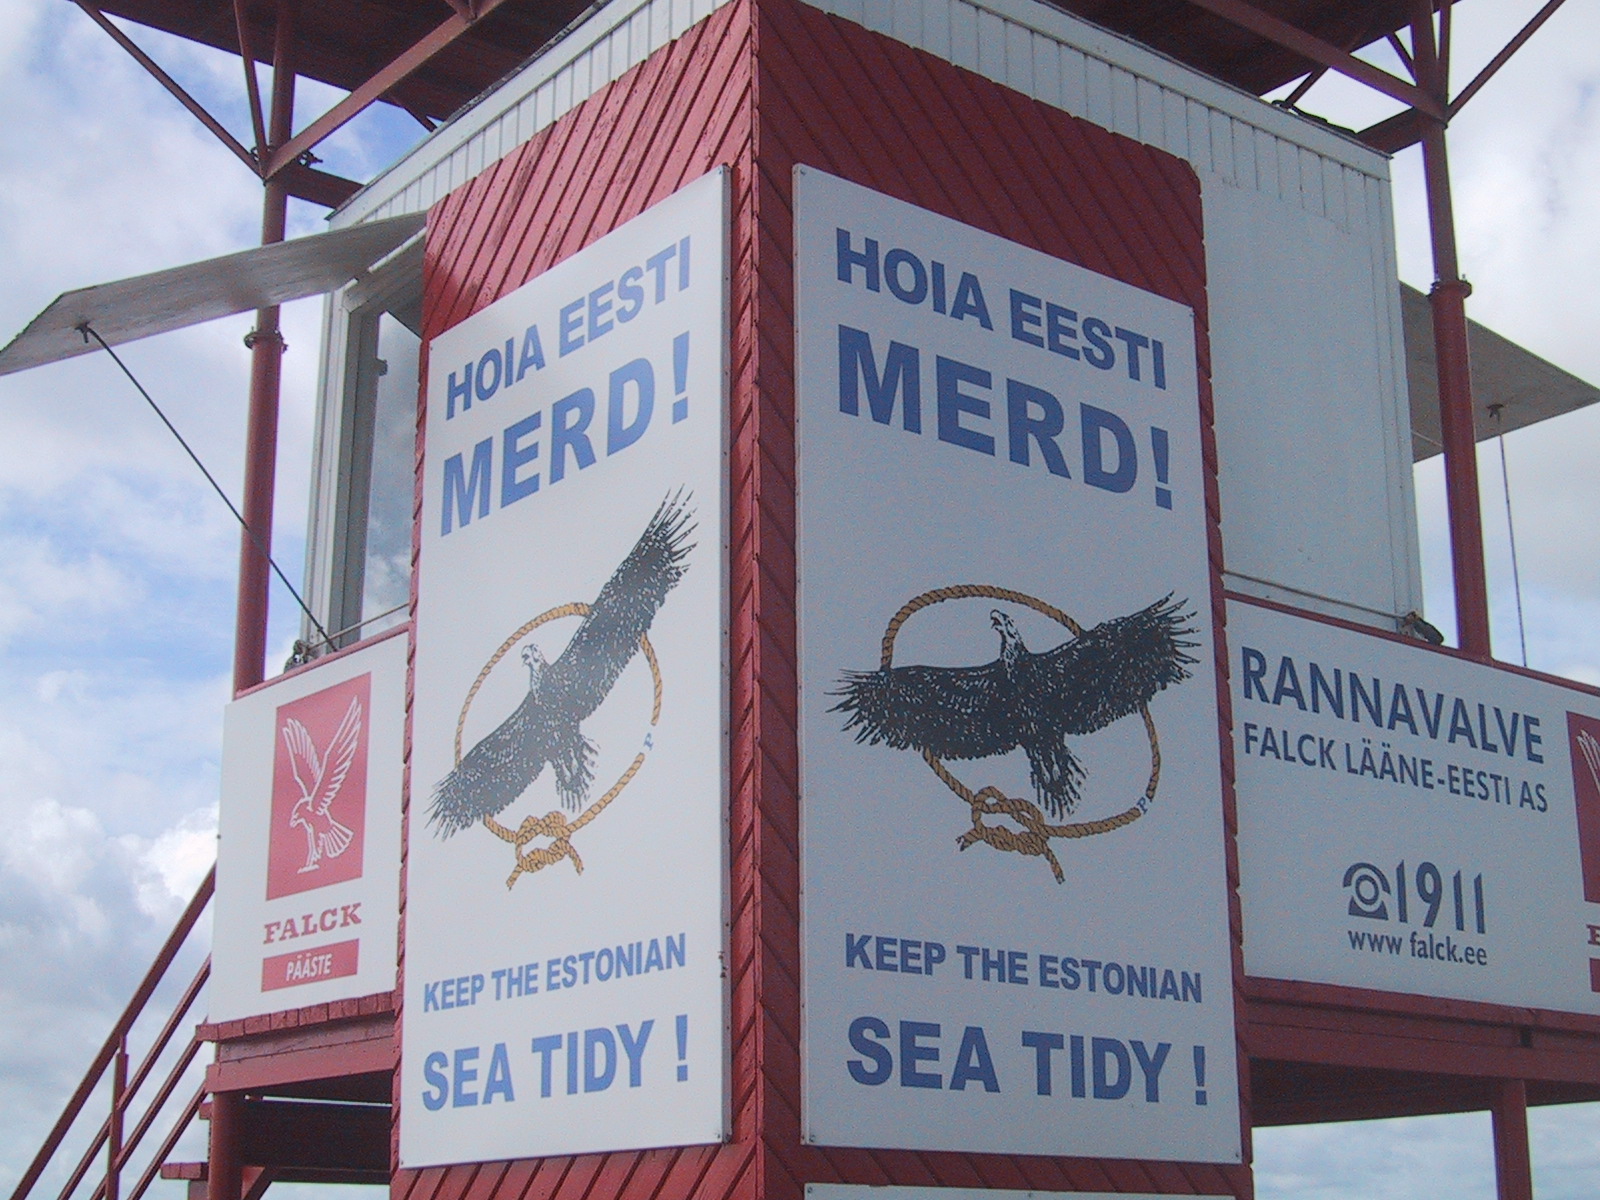 HOIA EESTI
MERD!
P
KEEP THE ESTONIAN
SEA TIDY !
HOIA EESTI
MERD!
P
KEEP THE ESTONIAN
SEA TIDY !
FALCK
PÄÄSTE
RANNAVALVE
FALCK LÄÄNE-EESTI AS
1911
www falck.ee